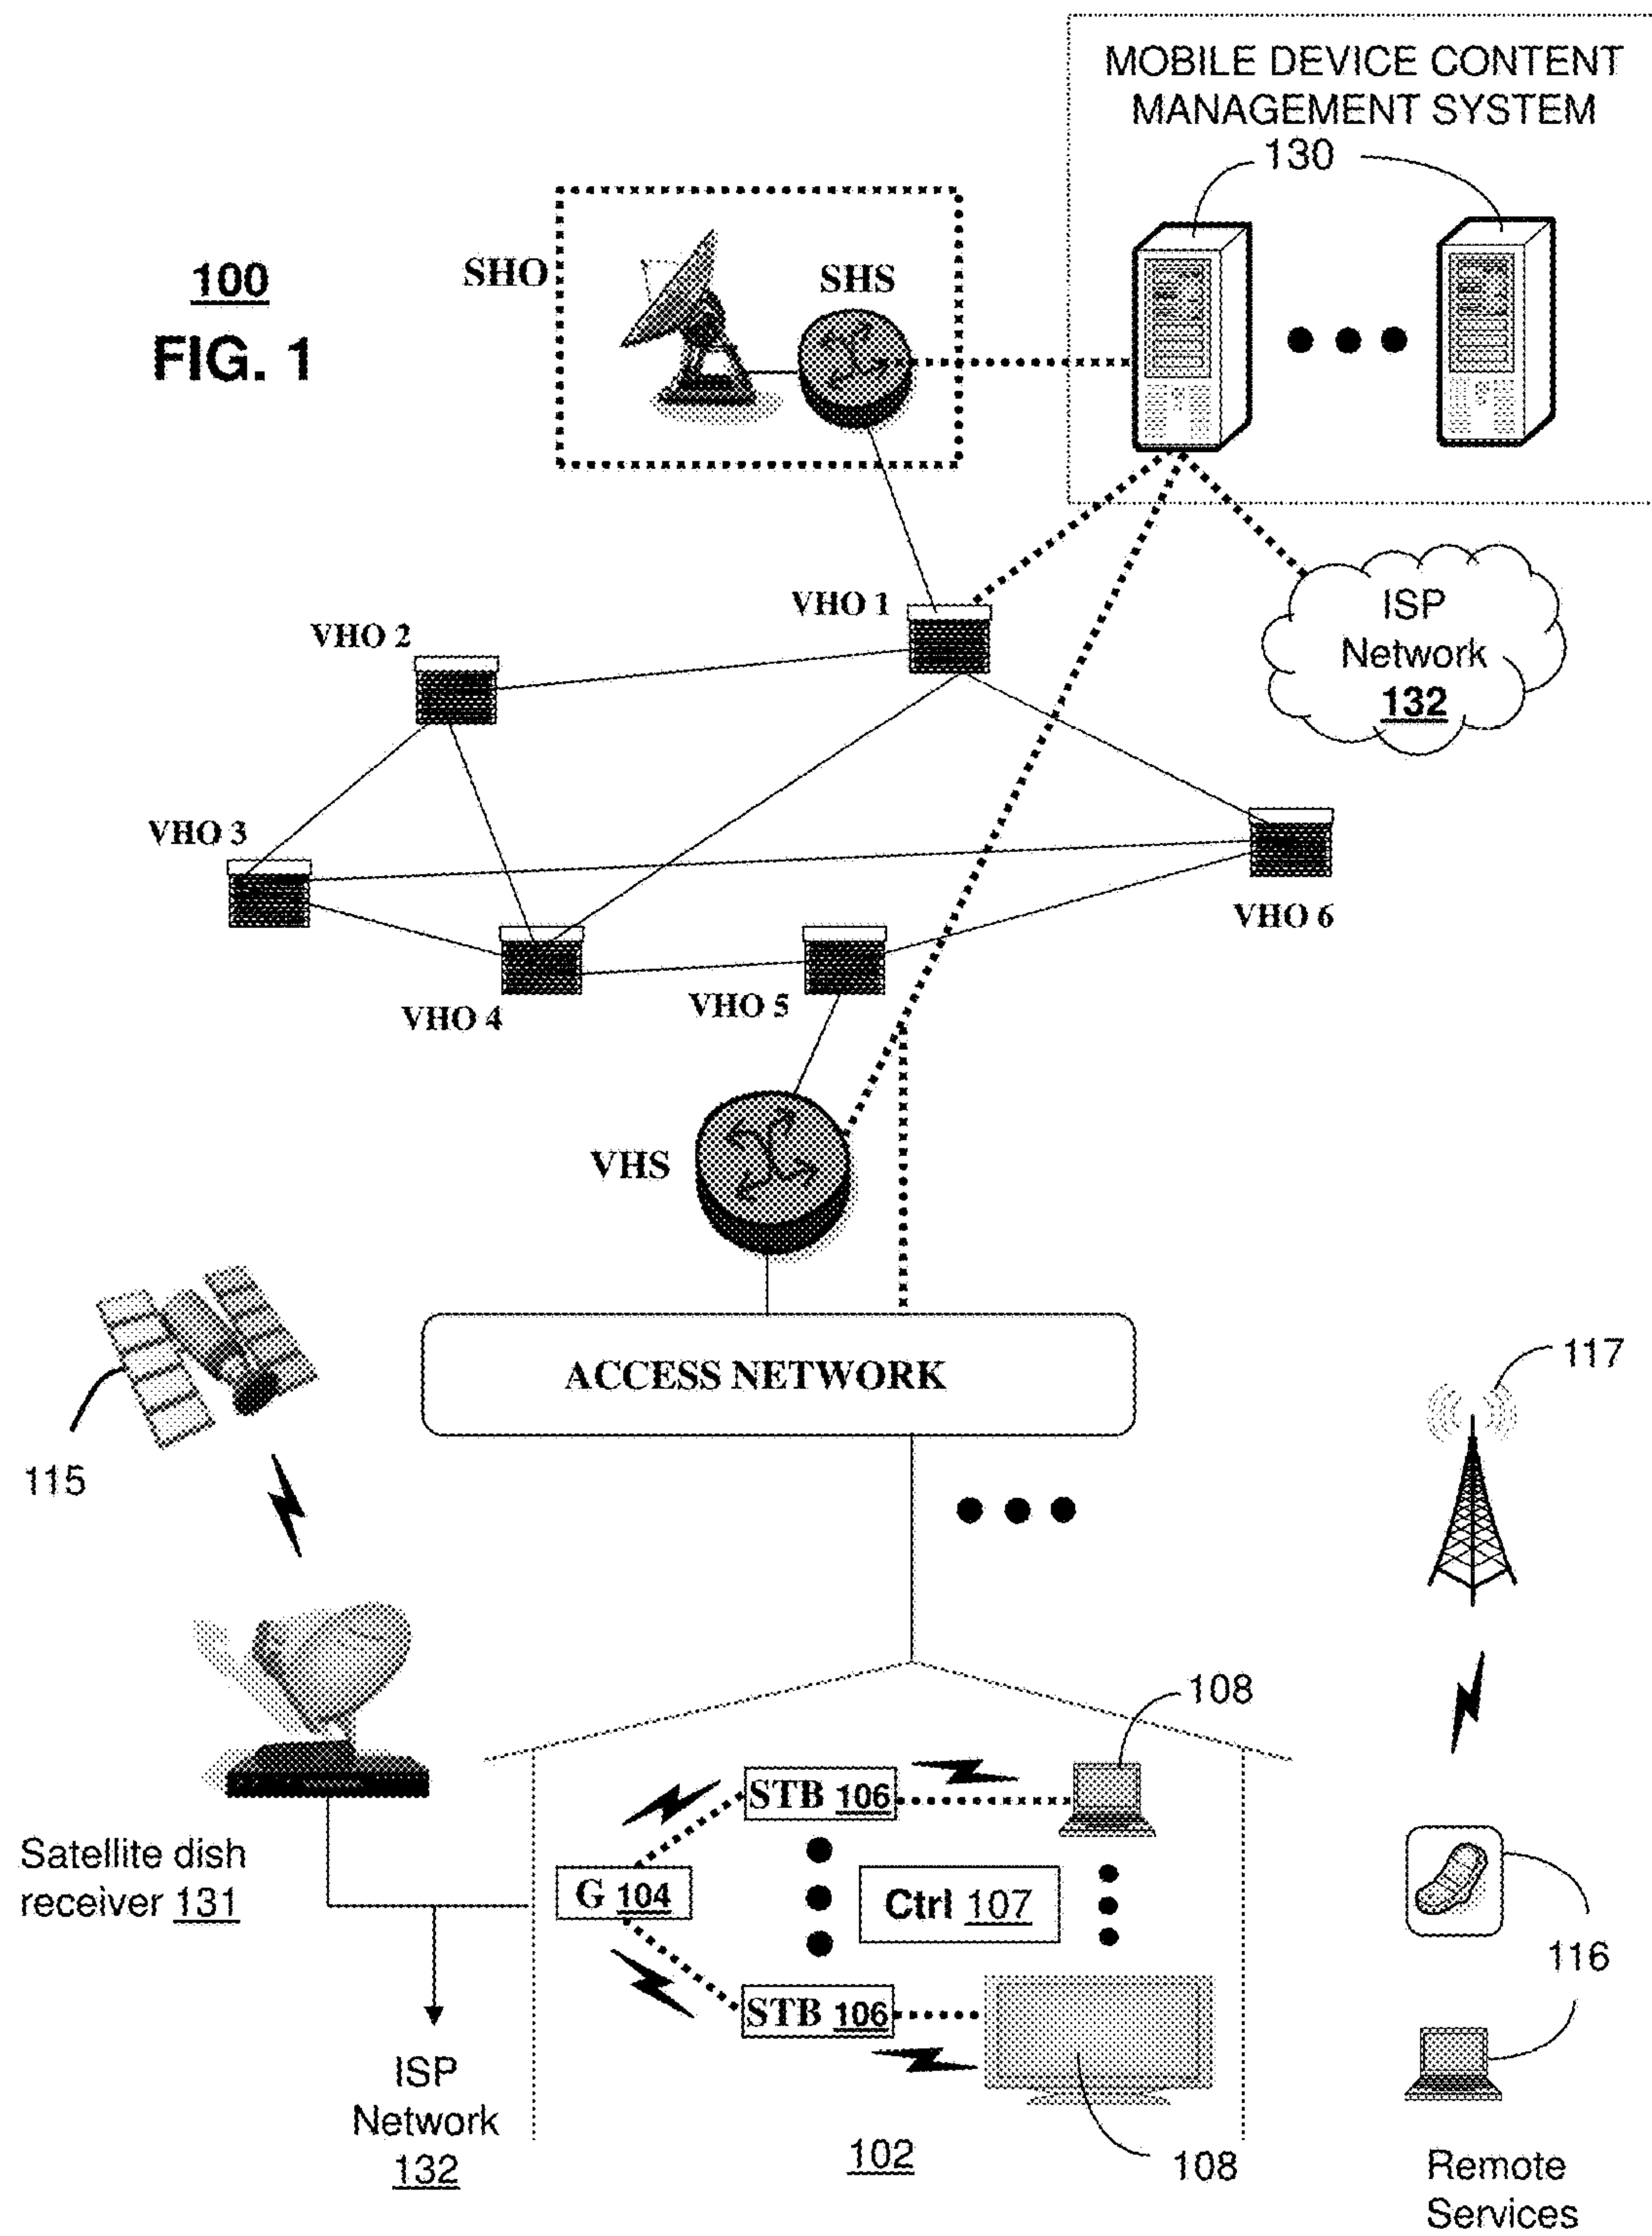 MOBILE DEVICE CONTENT
MANAGEMENT SYSTEM
130
SHO
SHS
100
FIG. 1
VHO 1
ISP
Network
132
VHO 2
VHO 3
VHO 6
VHO 4
VHO 5
VHS
ACCESS NETWORK
117
115
108
STB 106
Satellite dish
receiver 131
G 104
Ctrl 107
116
STB 106
ISP
Network
132
102
108
Remote
Services